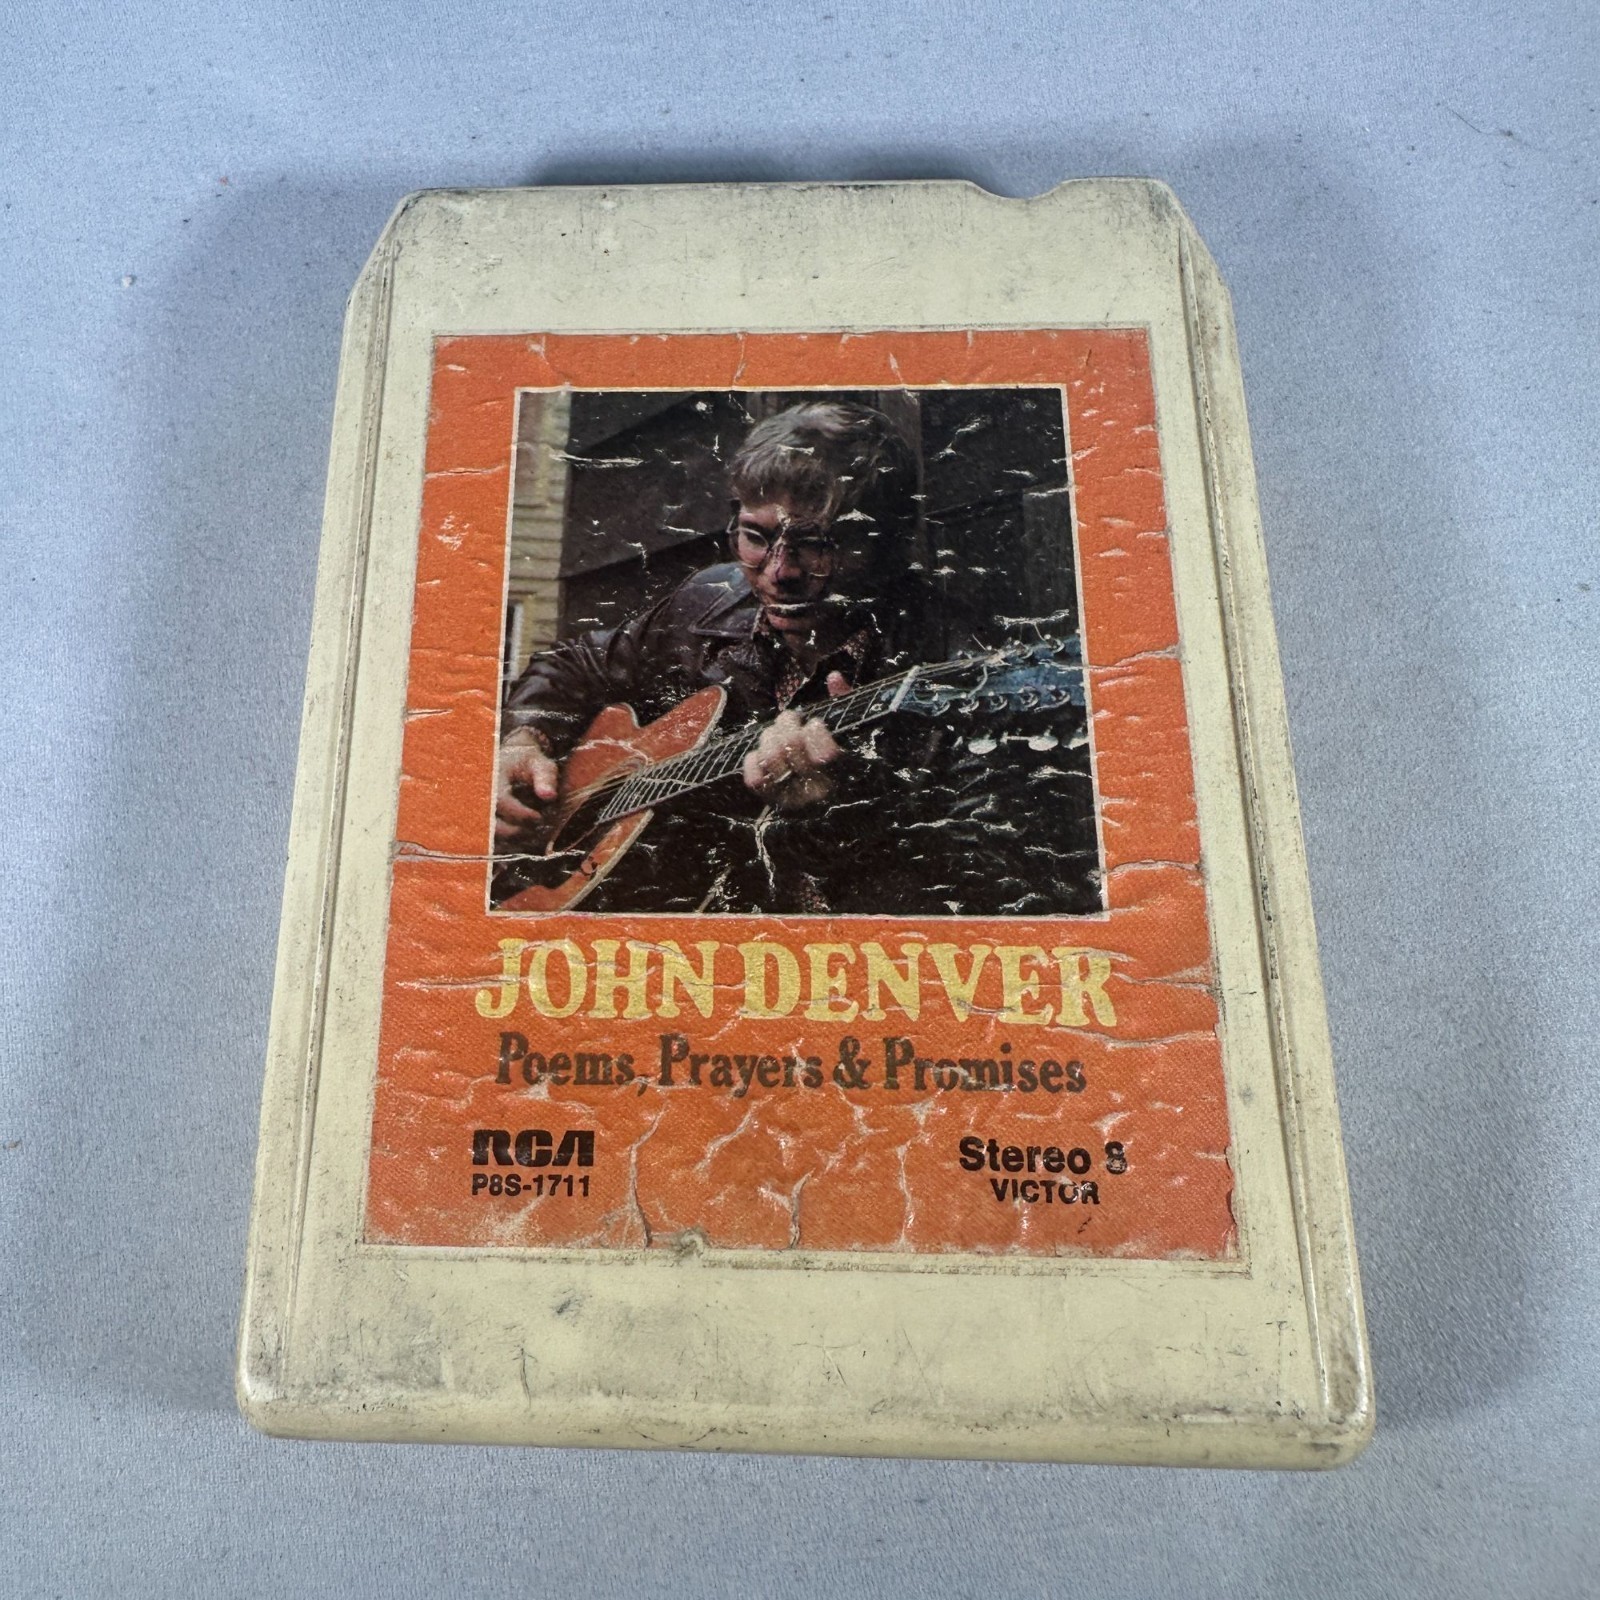 JOHN DENVER
Poems, Prayers & Promises
RCA
P8S-1711
Stereo 8
VICTOR